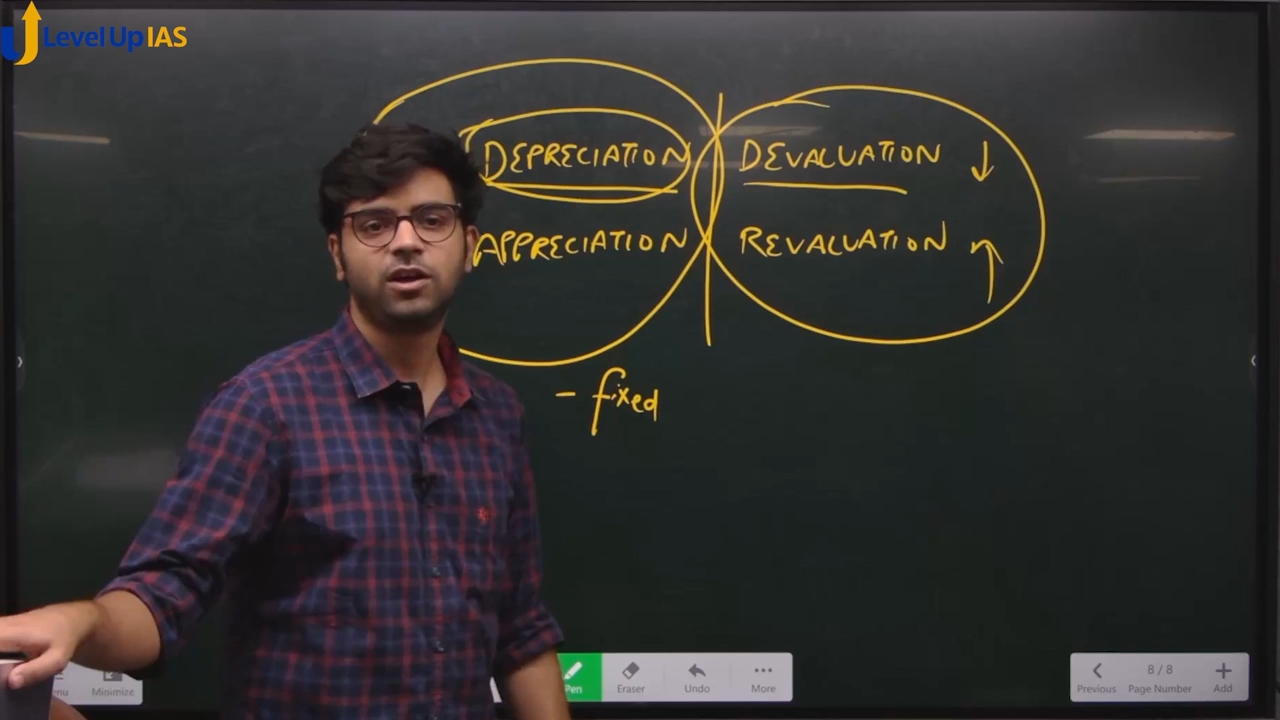 Level Up IAS
DEPRECIATION
DEVALUATION ↓
APPRECIATION
REVALUATION ↑
- fixed
Minimize
Pen
Eraser
Undo
More
Previous
8 / 8
Page Number
Add